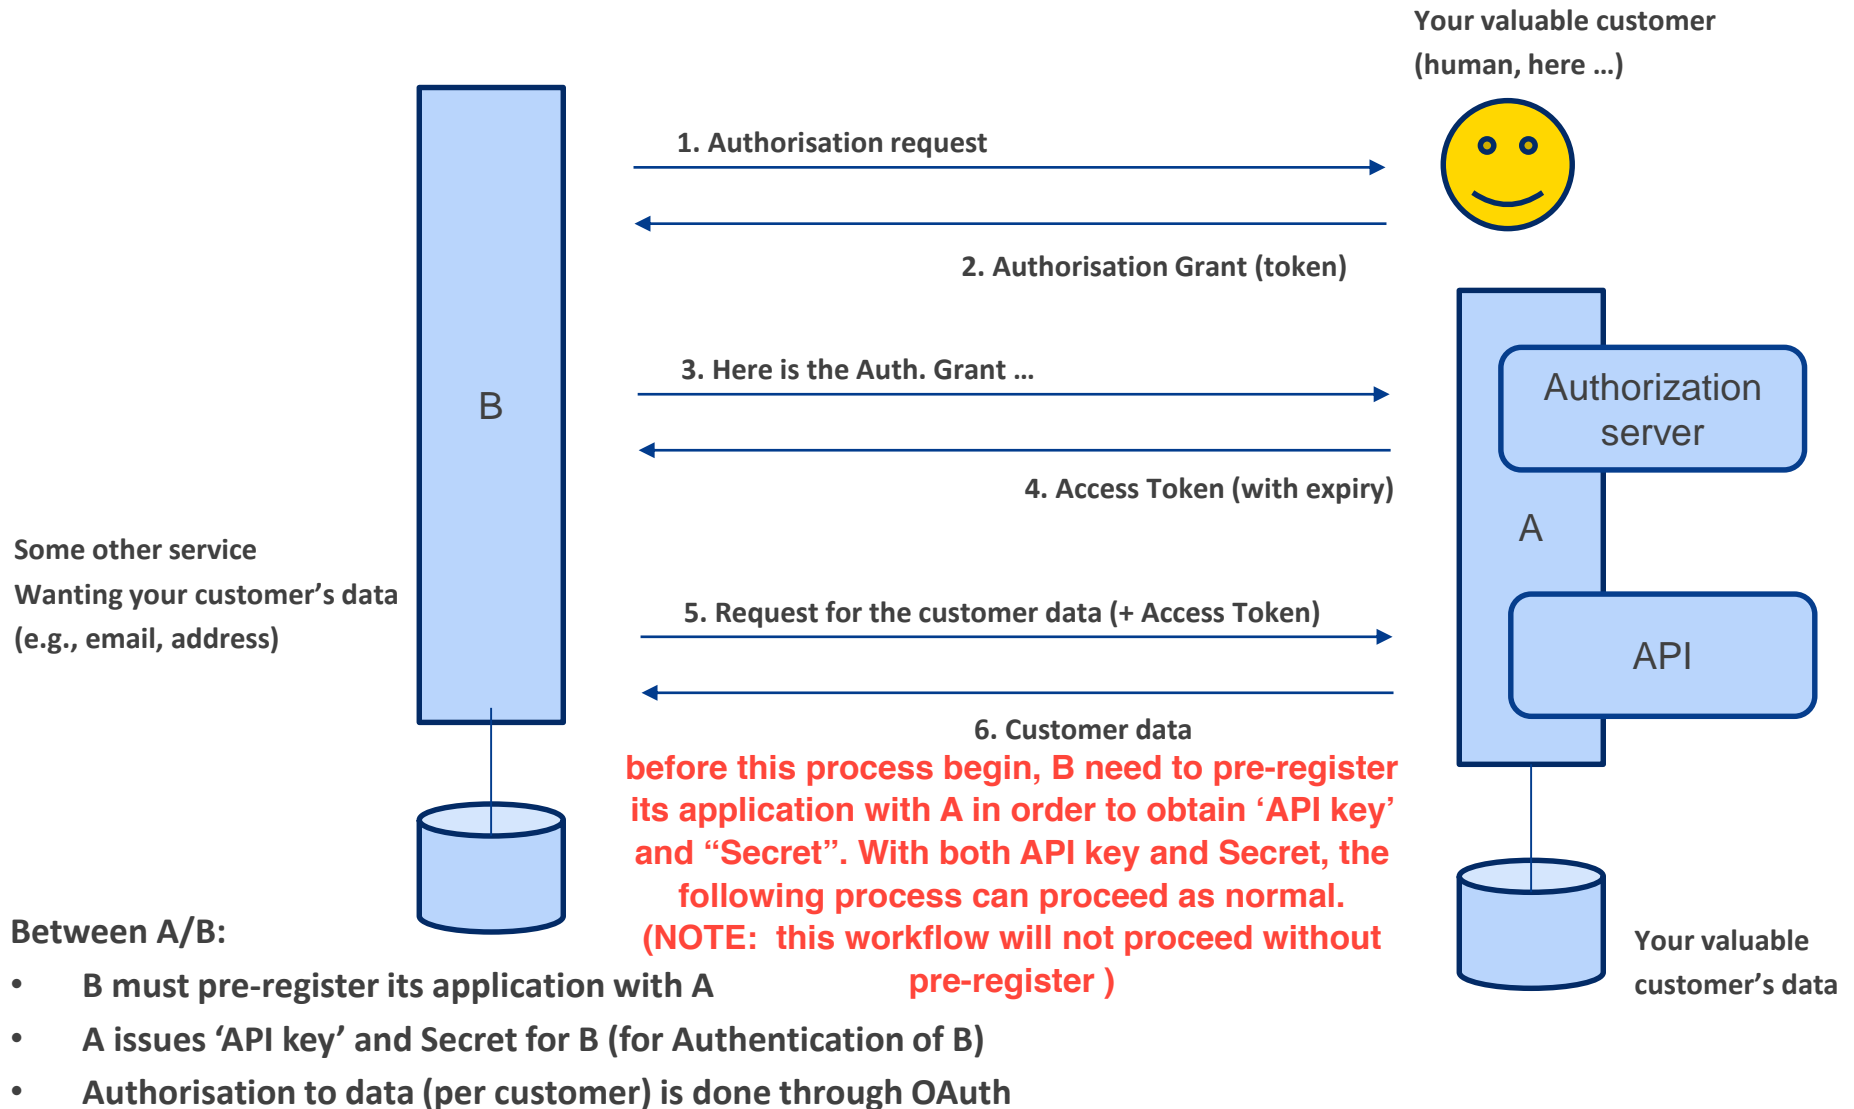 Your valuable customer
(human, here …)
1. Authorisation request
2. Authorisation Grant (token)
3. Here is the Auth. Grant …
Authorization
server
B
4. Access Token (with expiry)
A
Some other service
Wanting your customer’s data
(e.g., email, address)
5. Request for the customer data (+ Access Token)
API
6. Customer data
before this process begin, B need to pre-register
its application with A in order to obtain ‘API key’
and “Secret”. With both API key and Secret, the
following process can proceed as normal.
(NOTE:  this workflow will not proceed without
pre-register )
Your valuable
customer’s data
Between A/B:
• B must pre-register its application with A
• A issues ‘API key’ and Secret for B (for Authentication of B)
• Authorisation to data (per customer) is done through OAuth